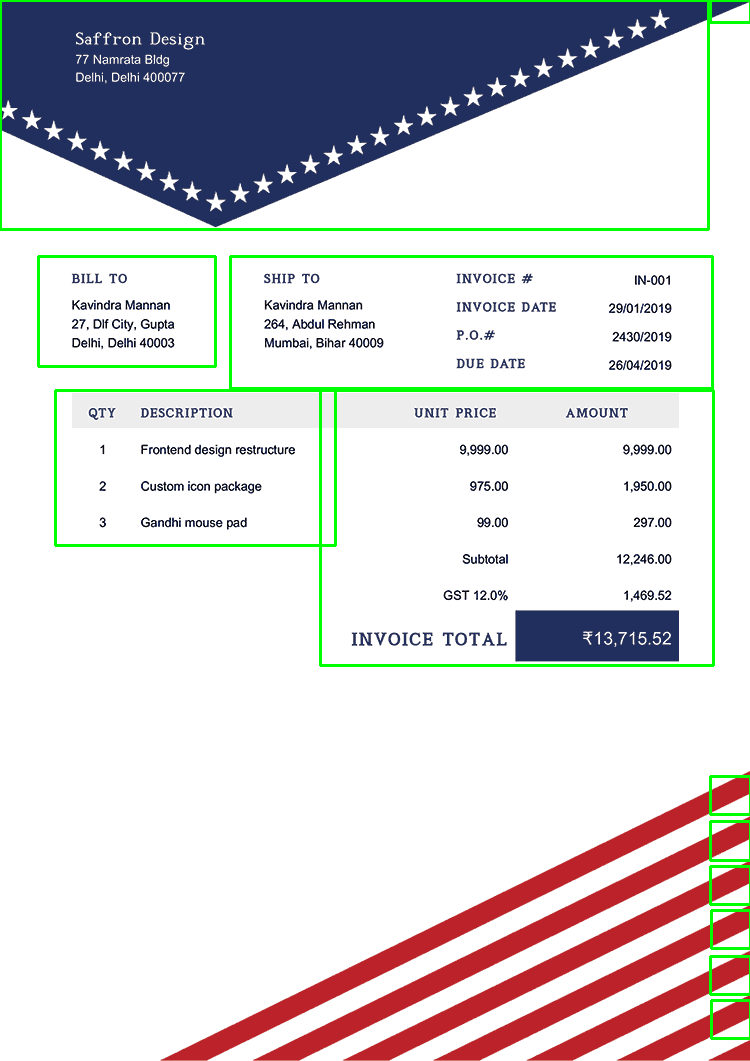 Saffron Design
77 Namrata Bldg
Delhi, Delhi 400077
BILL TO
Kavindra Mannan
27, Dlf City, Gupta
Delhi, Delhi 40003
SHIP TO
Kavindra Mannan
264, Abdul Rehman
Mumbai, Bihar 40009
INVOICE # IN-001
INVOICE DATE 29/01/2019
P.O.# 2430/2019
DUE DATE 26/04/2019
QTY DESCRIPTION UNIT PRICE AMOUNT
1 Frontend design restructure 9,999.00 9,999.00
2 Custom icon package 975.00 1,950.00
3 Gandhi mouse pad 99.00 297.00
Subtotal 12,246.00
GST 12.0% 1,469.52
INVOICE TOTAL ₹13,715.52